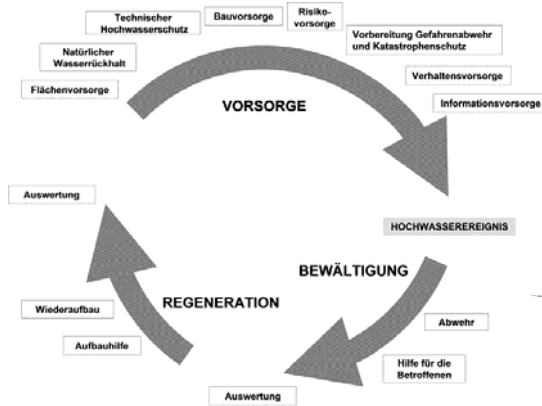 Technischer
Hochwasserschutz
Bauvorsorge
Risiko-
vorsorge
Vorbereitung Gefahrenabwehr
und Katastrophenschutz
Natürlicher
Wasserrückhalt
Verhaltensvorsorge
Flächenvorsorge
Informationsvorsorge
VORSORGE
Auswertung
HOCHWASSEREREIGNIS
BEWÄLTIGUNG
REGENERATION
Wiederaufbau
Aufbauhilfe
Abwehr
Hilfe für die
Betroffenen
Auswertung